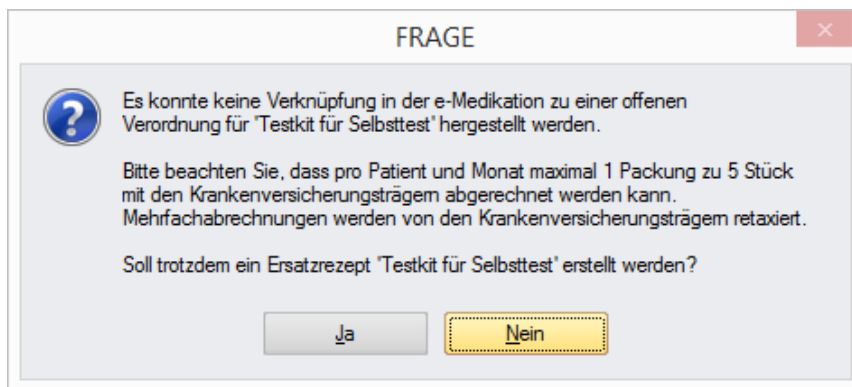 FRAGE
Es konnte keine Verknüpfung in der e-Medikation zu einer offenen
Verordnung für 'Testkit für Selbsttest' hergestellt werden.
Bitte beachten Sie, dass pro Patient und Monat maximal 1 Packung zu 5 Stück
mit den Krankenversicherungsträgern abgerechnet werden kann.
Mehrfachabrechnungen werden von den Krankenversicherungsträgern retaxiert.
Soll trotzdem ein Ersatzrezept 'Testkit für Selbsttest' erstellt werden?
Ja
Nein